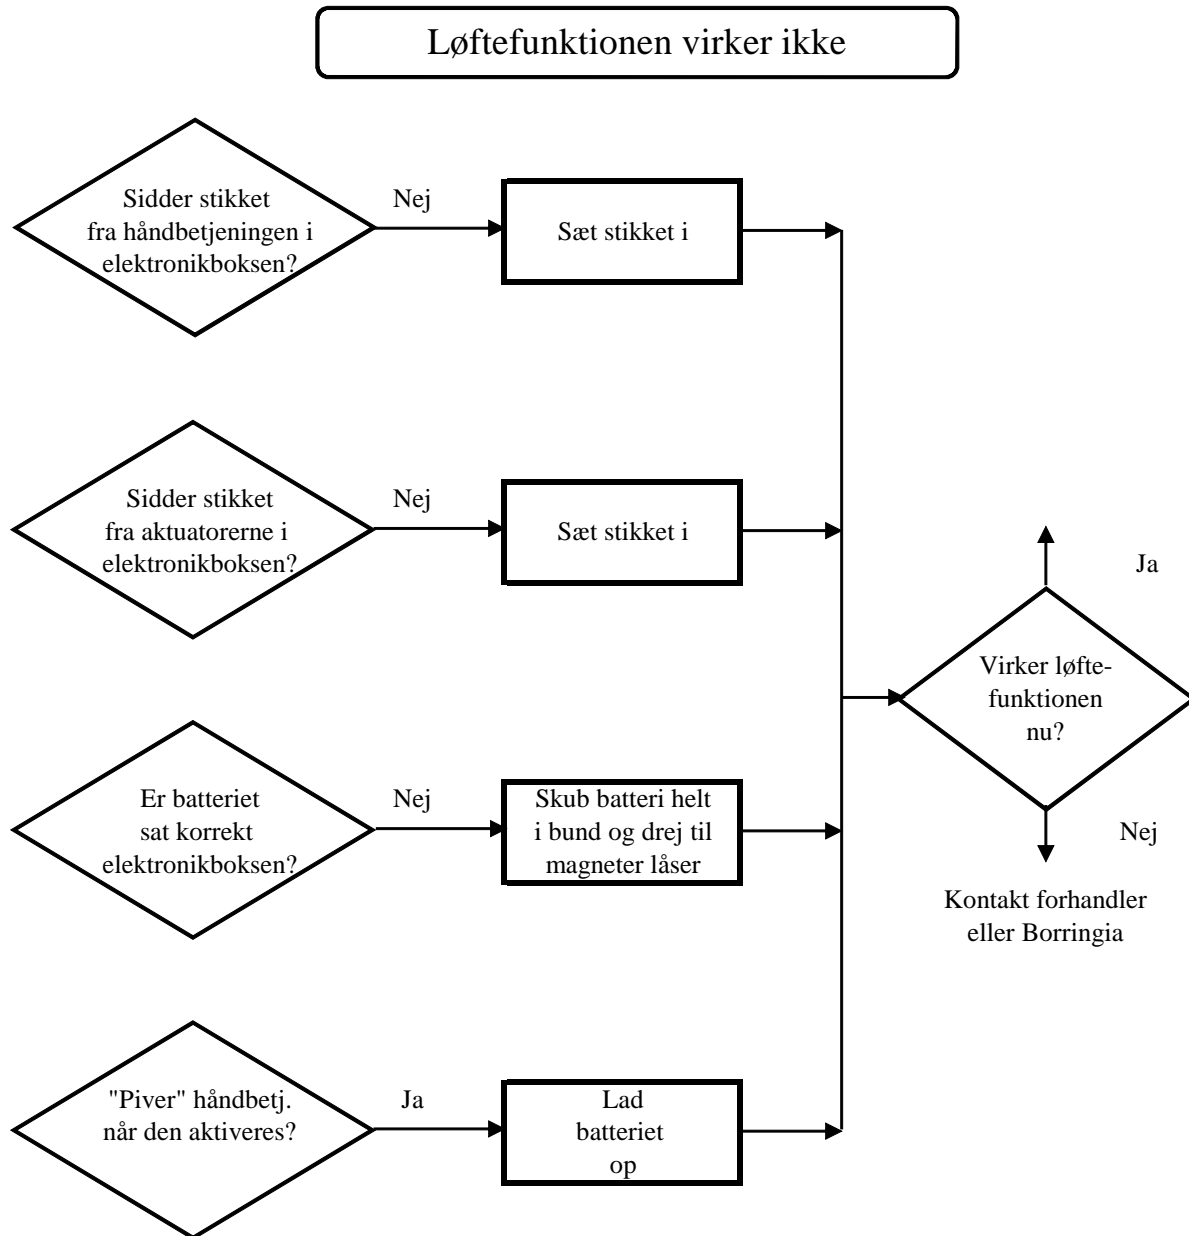 Løftefunktionen virker ikke
Sidder stikket
fra håndbetjeningen i
elektronikboksen?
Nej
Sæt stikket i
Sidder stikket
fra aktuatorerne i
elektronikboksen?
Nej
Sæt stikket i
Er batteriet
sat korrekt
elektronikboksen?
Nej
Skub batteri helt
i bund og drej til
magneter låser
"Piver" håndbetj.
når den aktiveres?
Ja
Lad
batteriet
op
Ja
Virker løfte-
funktionen
nu?
Nej
Kontakt forhandler
eller Borringia